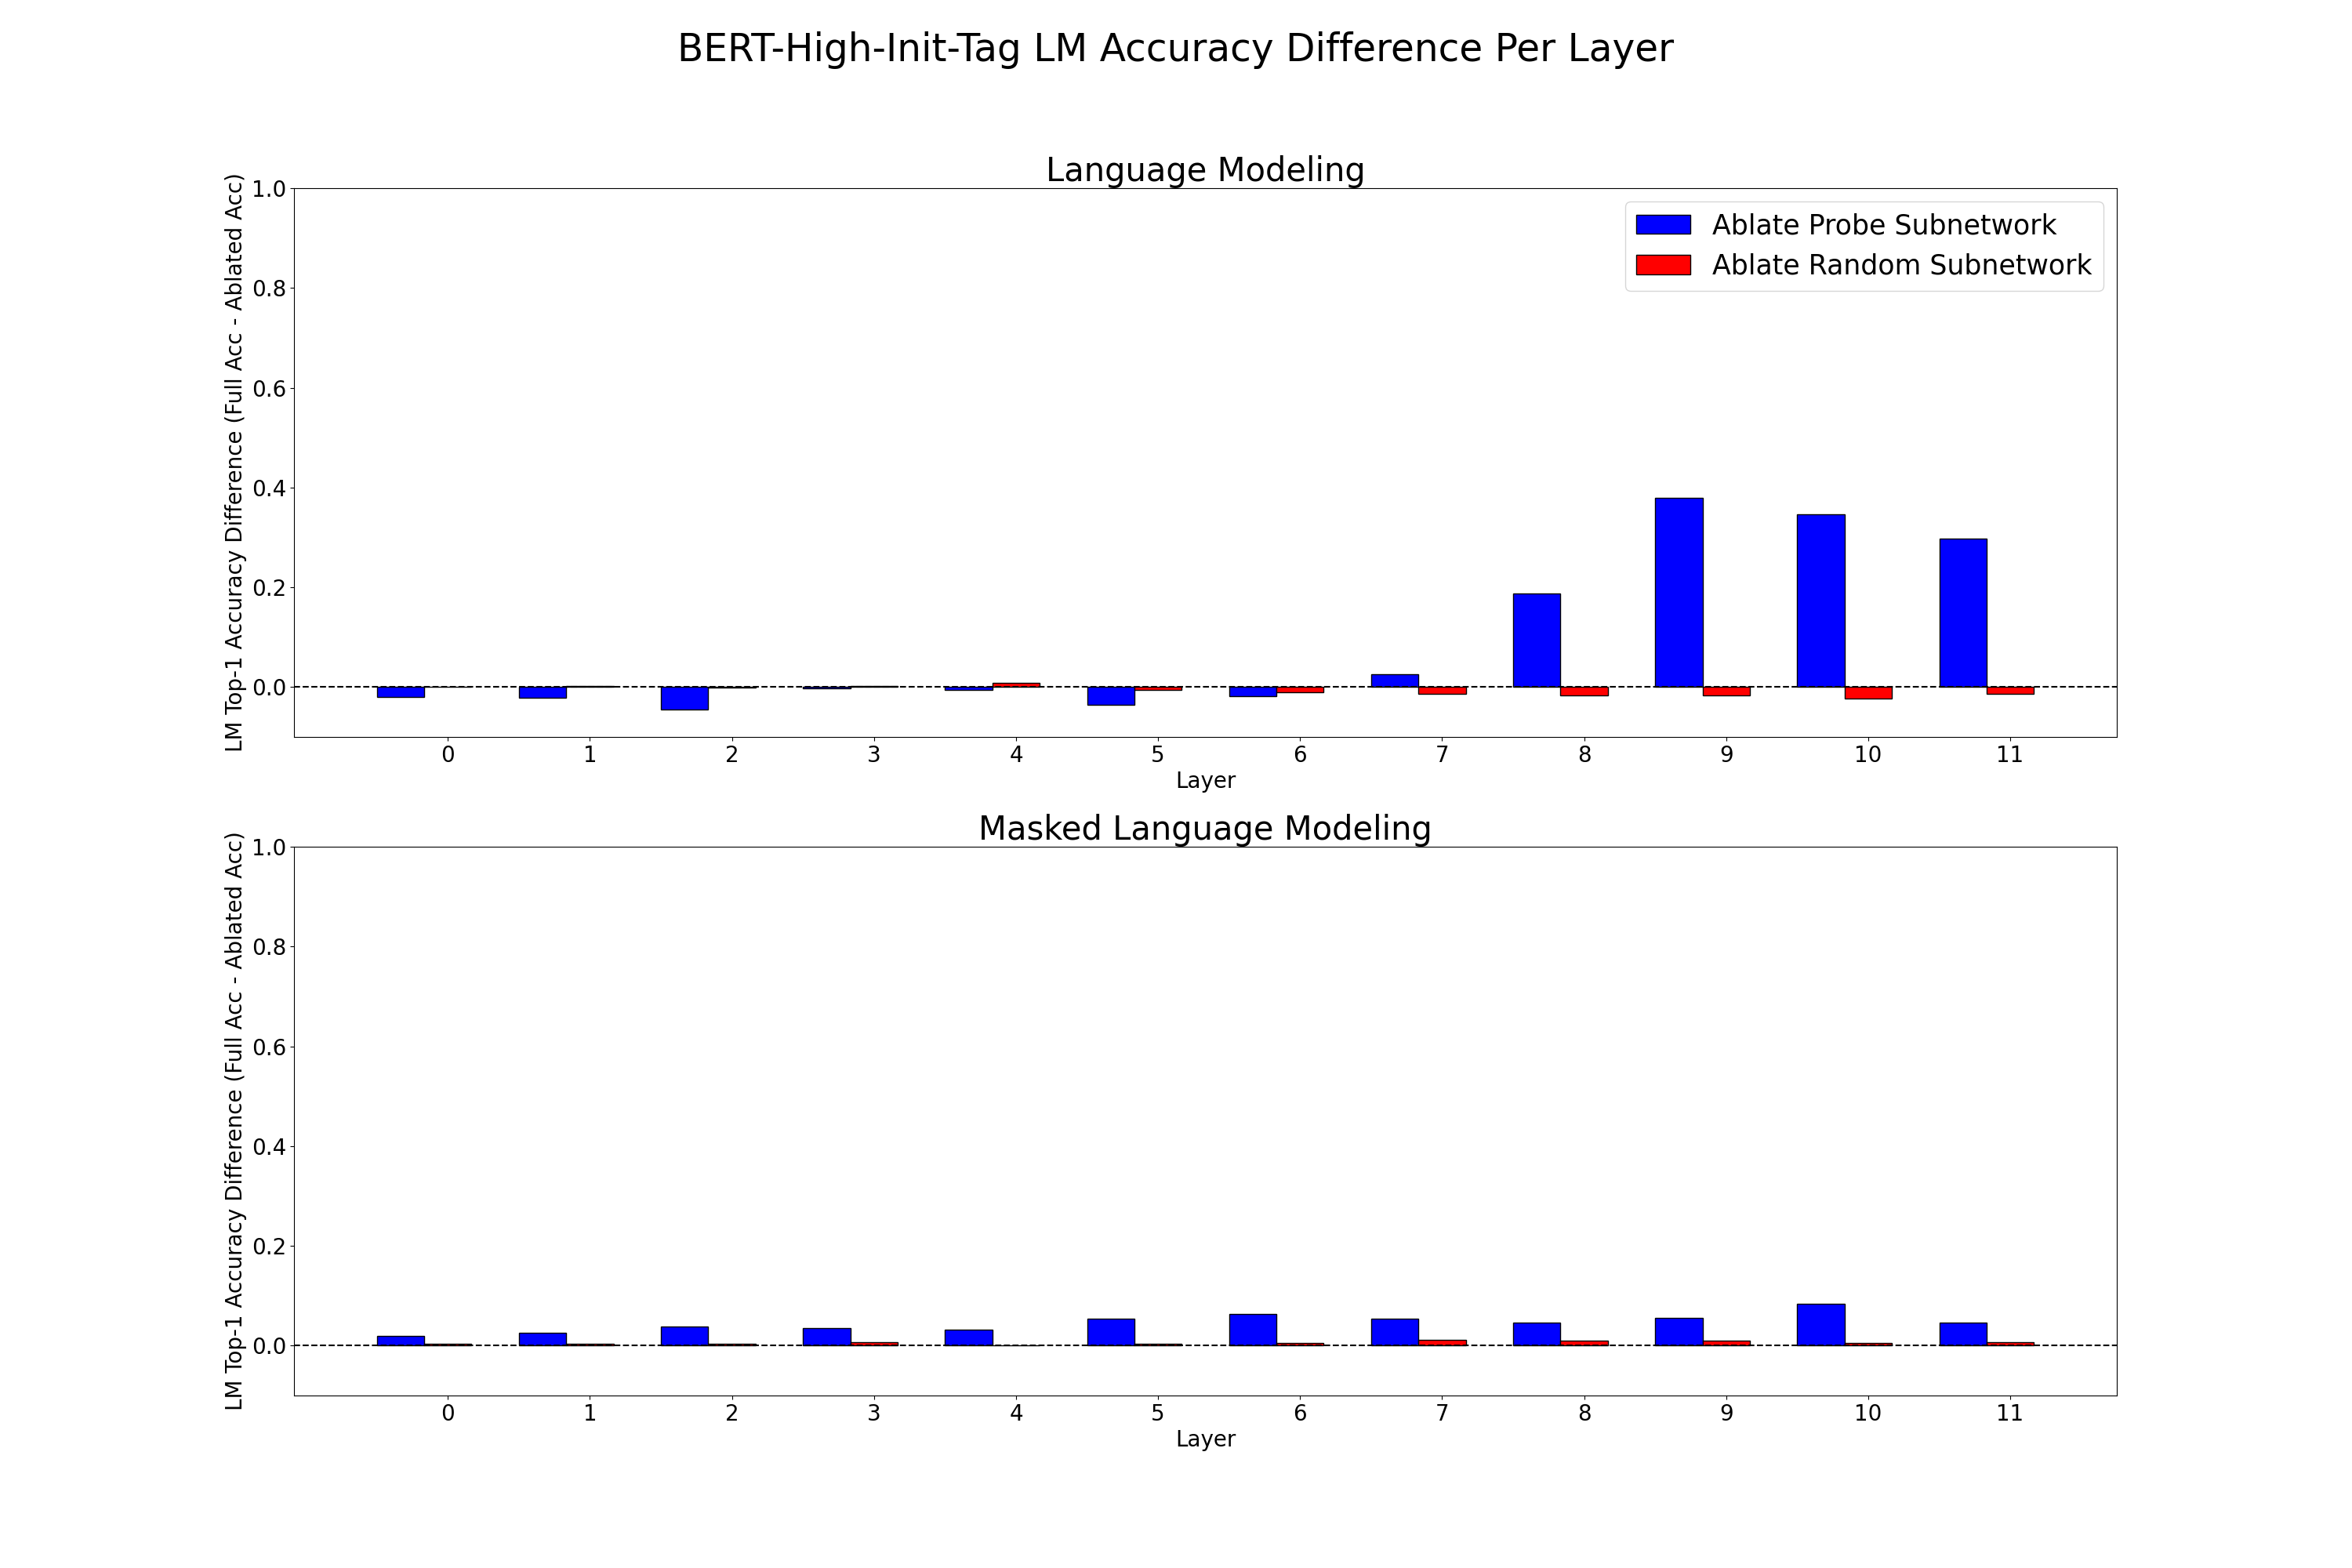 BERT-High-Init-Tag LM Accuracy Difference Per Layer
Language Modeling
LM Top-1 Accuracy Difference (Full Acc - Ablated Acc)
1.0
0.8
0.6
0.4
0.2
0.0
Ablate Probe Subnetwork
Ablate Random Subnetwork
0 1 2 3 4 5 6 7 8 9 10 11
Layer
Masked Language Modeling
LM Top-1 Accuracy Difference (Full Acc - Ablated Acc)
1.0
0.8
0.6
0.4
0.2
0.0
0 1 2 3 4 5 6 7 8 9 10 11
Layer